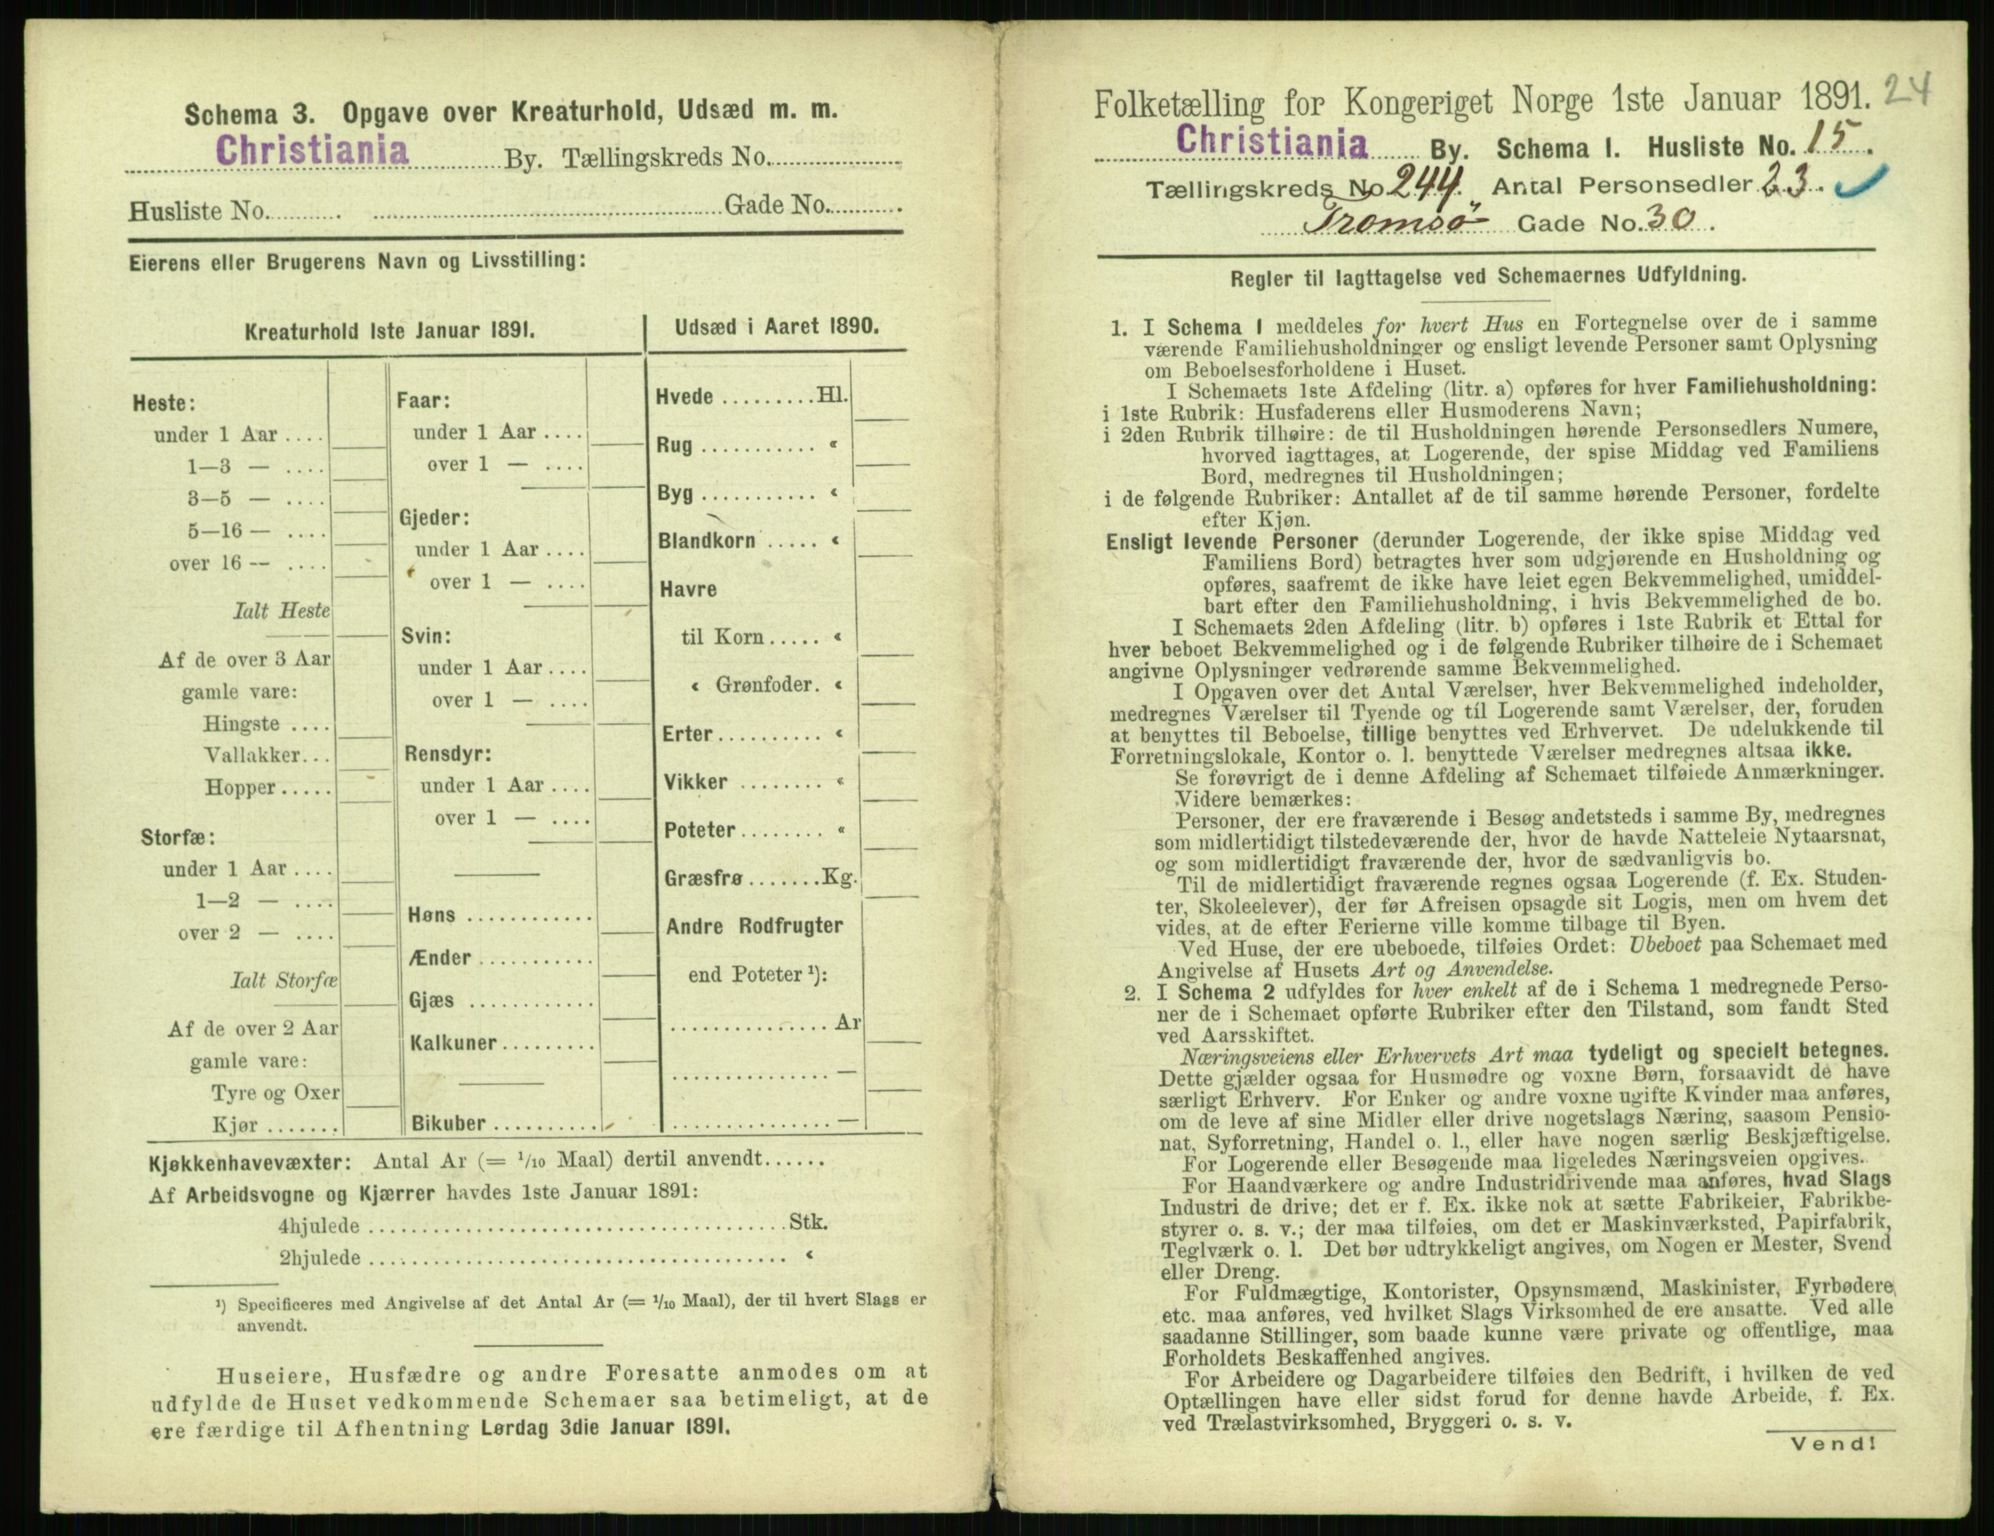 Schema 3. Opgave over Kreaturhold, Udsæd m. m.
Christiania By. Tællingskreds No.
Husliste No. Gade No.
Eierens eller Brugerens Navn og Livsstilling:
Kreaturhold 1ste Januar 1891.
Heste:
under 1 Aar ....
1—3 — ....
3—5 — ....
5—16 — ....
over 16 — ....
Ialt Heste
Af de over 3 Aar
gamle vare:
Hingste ....
Vallakker...
Hopper .....
Storfæ:
under 1 Aar ....
1—2 — ....
over 2 — ....
Ialt Storfæ
Af de over 2 Aar
gamle vare:
Tyre og Oxer
Kjør .......
Faar:
under 1 Aar ....
over 1 — ....
Gjeder:
under 1 Aar ....
over 1 — ....
Svin:
under 1 Aar ....
over 1 — ....
Rensdyr:
under 1 Aar ....
over 1 — ....
Høns ............
Ænder ...........
Gjæs ............
Kalkuner.........
Bikuber ..........
Udsæd i Aaret 1890.
Hvede .........Hl.
Rug ........... «
Byg ........... «
Blandkorn ..... «
Havre
til Korn ..... «
« Grønfoder. «
Erter.......... «
Vikker ........ «
Poteter........ «
Græsfrø.......Kg.
Andre Rodfrugter
end Poteter ¹):
............... Ar
............... —
............... —
Kjøkkenhavevæxter: Antal Ar (= 1/10 Maal) dertil anvendt......
Af Arbeidsvogne og Kjærrer havdes 1ste Januar 1891:
4hjulede ........................................ Stk.
2hjulede ........................................ «
¹) Specificeres med Angivelse af det Antal Ar (= 1/10 Maal), der til hvert Slags er
anvendt.
Huseiere, Husfædre og andre Foresatte anmodes om at
udfylde de Huset vedkommende Schemaer saa betimeligt, at de
ere færdige til Afhentning Lørdag 3die Januar 1891.
Folketælling for Kongeriget Norge 1ste Januar 1891. 24
Christiania By. Schema 1. Husliste No. 15.
Tællingskreds No 244. Antal Personsedler 23.
Tromsö Gade No. 30.
Regler til Iagttagelse ved Schemaernes Udfyldning.
1. I Schema 1 meddeles for hvert Hus en Fortegnelse over de i samme
værende Familiehusholdninger og ensligt levende Personer samt Oplysning
om Beboelsesforholdene i Huset.
I Schemaets 1ste Afdeling (litr. a) opføres for hver Familiehusholdning:
i 1ste Rubrik: Husfaderens eller Husmoderens Navn;
i 2den Rubrik tilhøire: de til Husholdningen hørende Personsedlers Numere,
hvorved iagttages, at Logerende, der spise Middag ved Familiens
Bord, medregnes til Husholdningen;
i de følgende Rubriker: Antallet af de til samme hørende Personer, fordelte
efter Kjøn.
Ensligt levende Personer (derunder Logerende, der ikke spise Middag ved
Familiens Bord) betragtes hver som udgjørende en Husholdning og
opføres, saafremt de ikke have leiet egen Bekvemmelighed, umiddel-
bart efter den Familiehusholdning, i hvis Bekvemmelighed de bo.
I Schemaets 2den Afdeling (litr. b) opføres i 1ste Rubrik et Ettal for
hver beboet Bekvemmelighed og i de følgende Rubriker tilhøire de i Schemaet
angivne Oplysninger vedrørende samme Bekvemmelighed.
I Opgaven over det Antal Værelser, hver Bekvemmelighed indeholder,
medregnes Værelser til Tyende og til Logerende samt Værelser, der, foruden
at benyttes til Beboelse, tillige benyttes ved Erhvervet. De udelukkende til
Forretningslokale, Kontor o. l. benyttede Værelser medregnes altsaa ikke.
Se forøvrigt de i denne Afdeling af Schemaet tilføiede Anmærkninger.
Videre bemærkes:
Personer, der ere fraværende i Besøg andetsteds i samme By, medregnes
som midlertidigt tilstedeværende der, hvor de havde Natteleie Nytaarsnat,
og som midlertidigt fraværende der, hvor de sædvanligvis bo.
Til de midlertidigt fraværende regnes ogsaa Logerende (f. Ex. Studen-
ter, Skoleelever), der før Afreisen opsagde sit Logis, men om hvem det
vides, at de efter Ferierne ville komme tilbage til Byen.
Ved Huse, der ere ubeboede, tilføies Ordet: Ubeboet paa Schemaet med
Angivelse af Husets Art og Anvendelse.
2. I Schema 2 udfyldes for hver enkelt af de i Schema 1 medregnede Perso-
ner de i Schemaet opførte Rubriker efter den Tilstand, som fandt Sted
ved Aarsskiftet.
Næringsveiens eller Erhvervets Art maa tydeligt og specielt betegnes.
Dette gjælder ogsaa for Husmødre og voxne Børn, forsaavidt de have
særligt Erhverv. For Enker og andre voxne ugifte Kvinder maa anføres,
om de leve af sine Midler eller drive nogetslags Næring, saasom Pensio-
nat, Syforretning, Handel o. l., eller have nogen særlig Beskjæftigelse.
For Logerende eller Besøgende maa ligeledes Næringsveien opgives.
For Haandværkere og andre Industridrivende maa anføres, hvad Slags
Industri de drive; det er f. Ex. ikke nok at sætte Fabrikeier, Fabrikbe-
styrer o. s. v.; der maa tilføies, om det er Maskinværksted, Papirfabrik,
Teglværk o. l. Det bør udtrykkeligt angives, om Nogen er Mester, Svend
eller Dreng.
For Fuldmægtige, Kontorister, Opsynsmænd, Maskinister, Fyrbødere
etc. maa anføres, ved hvilket Slags Virksomhed de ere ansatte. Ved alle
saadanne Stillinger, som baade kunne være private og offentlige, maa
Forholdets Beskaffenhed angives.
For Arbeidere og Dagarbeidere tilføies den Bedrift, i hvilken de ved
Optællingen have eller sidst forud for denne havde Arbeide, f. Ex.
ved Trælastvirksomhed, Bryggeri o. s. v.
Vend!